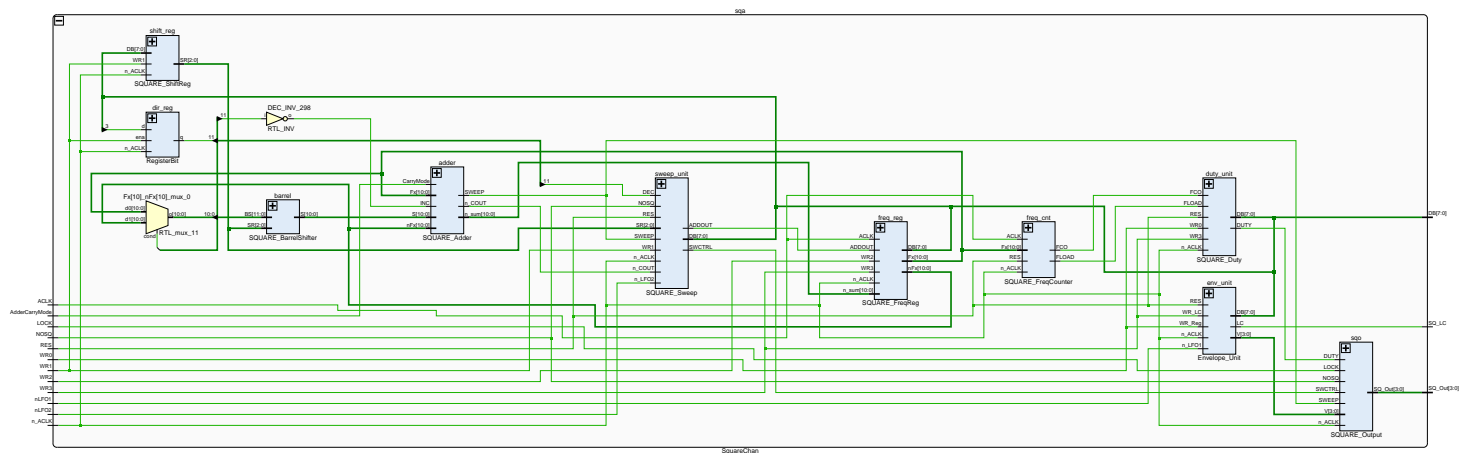 sqa
shift_reg
DB[7:0]
WR1
n_ACLK
SR[2:0]
SQUARE_ShiftReg
dir_reg
3
d
ena
n_ACLK
q
11
RegisterBit
11
DEC_INV_298
i
o
RTL_INV
Fx[10]_nFx[10]_mux_0
d0[10:0]
d1[10:0]
cond
q[10:0]
10:0
RTL_mux_11
barrel
BS[11:0]
SR[2:0]
S[10:0]
SQUARE_BarrelShifter
adder
CarryMode
Fx[10:0]
INC
S[10:0]
nFx[10:0]
SWEEP
n_COUT
n_sum[10:0]
SQUARE_Adder
11
sweep_unit
DEC
NOSQ
RES
SR[2:0]
SWEEP
WR1
n_ACLK
n_COUT
n_LFO2
ADDOUT
DB[7:0]
SWCTRL
SQUARE_Sweep
freq_reg
ACLK
ADDOUT
WR2
WR3
n_ACLK
n_sum[10:0]
DB[7:0]
Fx[10:0]
nFx[10:0]
SQUARE_FreqReg
freq_cnt
ACLK
Fx[10:0]
RES
n_ACLK
FCO
FLOAD
SQUARE_FreqCounter
duty_unit
FCO
FLOAD
RES
WR0
WR3
n_ACLK
DB[7:0]
DUTY
SQUARE_Duty
env_unit
RES
WR_LC
WR_Reg
n_ACLK
n_LFO1
DB[7:0]
LC
V[3:0]
Envelope_Unit
sqo
DUTY
LOCK
NOSQ
SWCTRL
SWEEP
V[3:0]
n_ACLK
SQ_Out[3:0]
SQUARE_Output
ACLK
AdderCarryMode
LOCK
NOSQ
RES
WR0
WR1
WR2
WR3
nLFO1
nLFO2
n_ACLK
DB[7:0]
SQ_LC
SQ_Out[3:0]
SquareChan